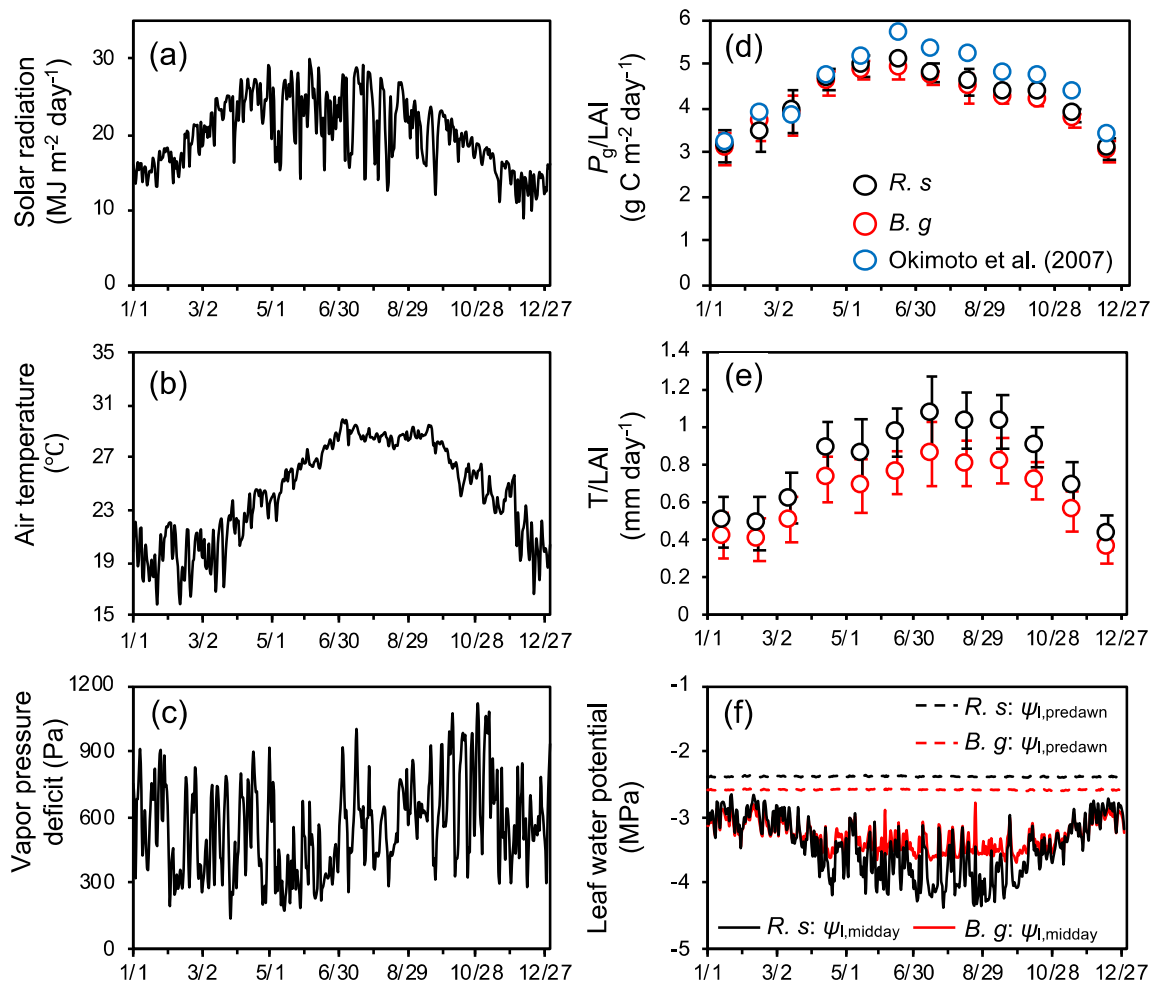 (a)
Solar radiation
(MJ m⁻² day⁻¹)
30
20
10
0
1/1 3/2 5/1 6/30 8/29 10/28 12/27
(b)
Air temperature
(°C)
35
31
27
23
19
15
1/1 3/2 5/1 6/30 8/29 10/28 12/27
(c)
Vapor pressure
deficit (Pa)
1200
900
600
300
0
1/1 3/2 5/1 6/30 8/29 10/28 12/27
(d)
Pg/LAI
(g C m⁻² day⁻¹)
6
5
4
3
2
1
0
R. s
B. g
Okimoto et al. (2007)
1/1 3/2 5/1 6/30 8/29 10/28 12/27
(e)
T/LAI
(mm day⁻¹)
1.4
1.2
1
0.8
0.6
0.4
0.2
0
1/1 3/2 5/1 6/30 8/29 10/28 12/27
(f)
Leaf water potential
(MPa)
-1
-2
-3
-4
-5
R. s: ψl,predawn
B. g: ψl,predawn
R. s: ψl,midday B. g: ψl,midday
1/1 3/2 5/1 6/30 8/29 10/28 12/27